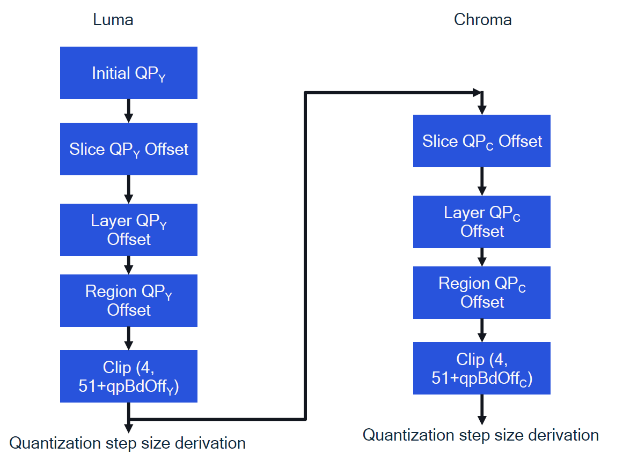 Luma
Initial QPY
Slice QPY Offset
Layer QPY
Offset
Region QPY
Offset
Clip (4,
51+qpBdOffY)
Quantization step size derivation
Chroma
Slice QPC Offset
Layer QPC
Offset
Region QPC
Offset
Clip (4,
51+qpBdOffC)
Quantization step size derivation